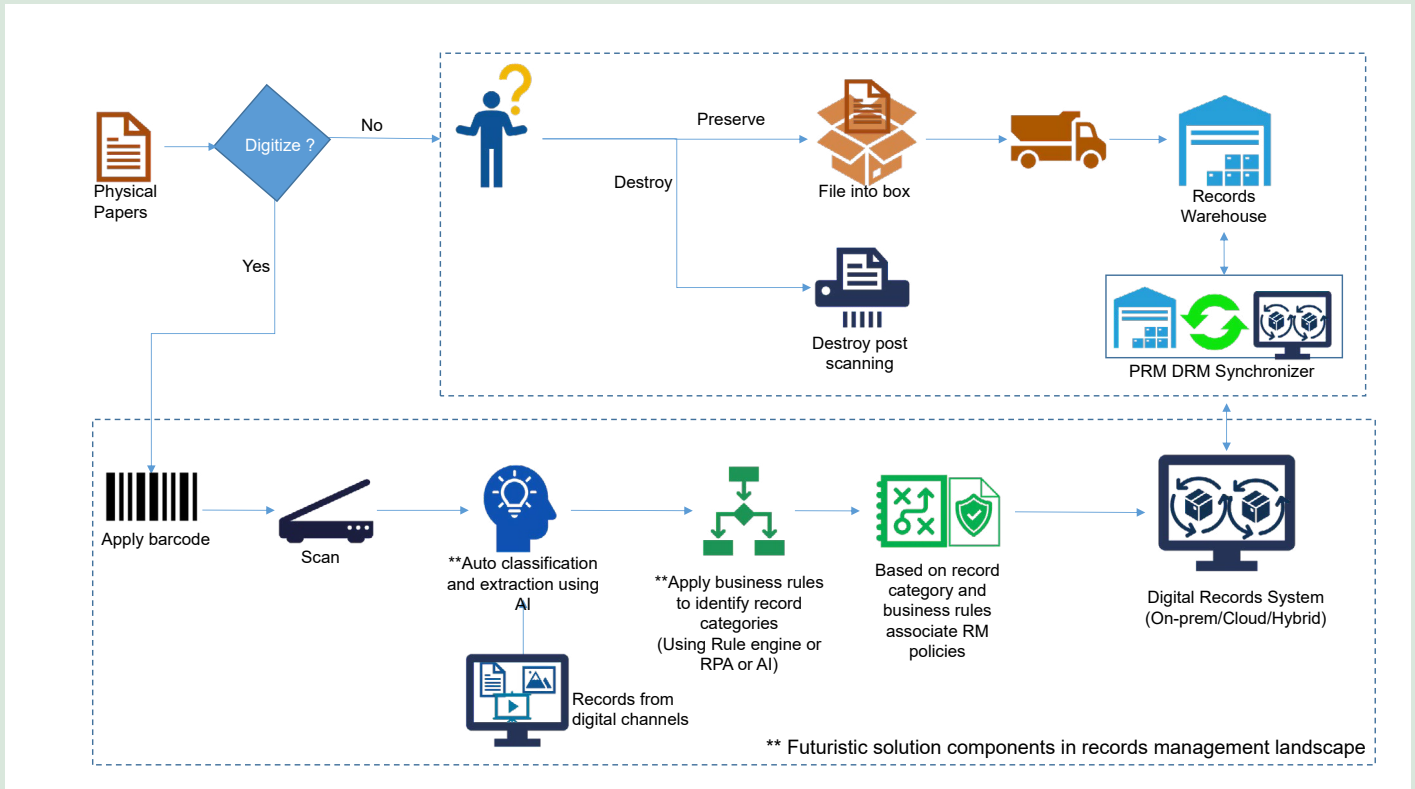 Physical
Papers
Digitize ?
No
Yes
Preserve
Destroy
File into box
Records
Warehouse
Destroy post
scanning
PRM DRM Synchronizer
Apply barcode
Scan
**Auto classification
and extraction using
AI
Records from
digital channels
**Apply business rules
to identify record
categories
(Using Rule engine or
RPA or AI)
Based on record
category and
business rules
associate RM
policies
Digital Records System
(On-prem/Cloud/Hybrid)
** Futuristic solution components in records management landscape